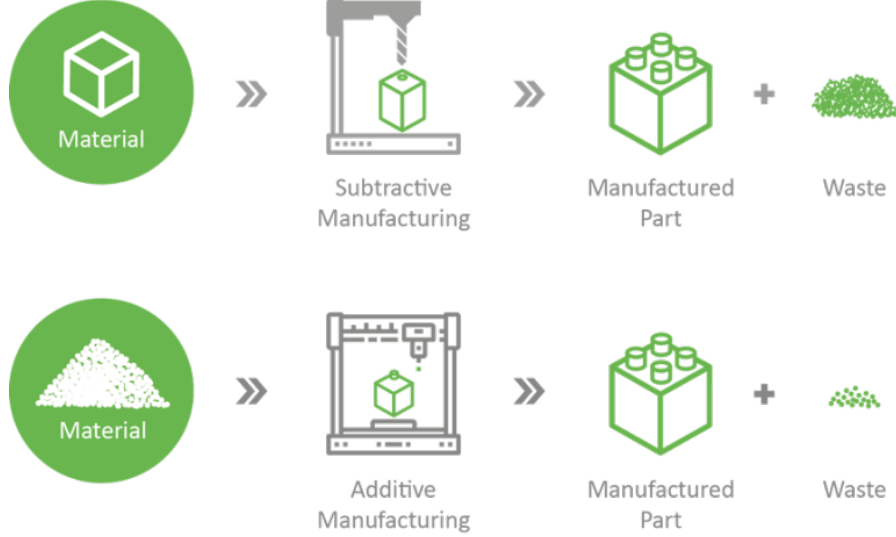 Material
Subtractive
Manufacturing
Manufactured
Part
Waste
Material
Additive
Manufacturing
Manufactured
Part
Waste